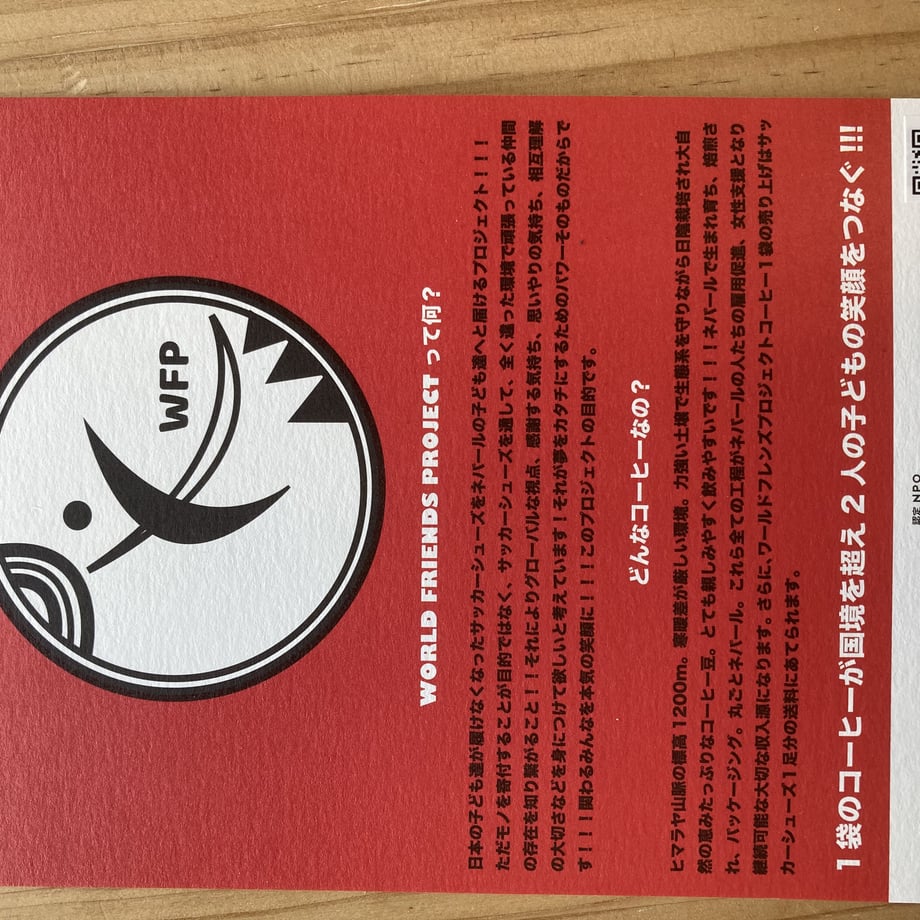 WFP
WORLD FRIENDS PROJECT って何？
日本の子ども達が履けなくなったサッカーシューズをネパールの子ども達へと届けるプロジェクト！！！
ただモノを寄付することが目的ではなく、サッカーシューズを通して、全く違った環境で頑張っている仲間
の存在を知り繋がること！！それによりグローバルな視点、感謝する気持ち、思いやりの気持ち、相互理解
の大切さなどを身につけて欲しいと考えています！それが夢をカタチにするためのパワーそのものだからで
す！！！関わるみんなを本気の笑顔に！！！このプロジェクトの目的です。
どんなコーヒーなの？
ヒマラヤ山脈の標高 1200m。寒暖差が厳しい環境。力強い土壌で生態系を守りながら日陰栽培され大自
然の恵みたっぷりなコーヒー豆。とても親しみやすく飲みやすいです！！ネパールで生まれ育ち、焙煎さ
れ、パッケージング。丸ごとネパール。これら全ての工程がネパールの人たちの雇用促進、女性支援となり
継続可能な大切な収入源になります。さらに、ワールドフレンズプロジェクトコーヒー１袋の売り上げはサッ
カーシューズ１足分の送料にあてられます。
１袋のコーヒーが国境を超え２人の子どもの笑顔をつなぐ !!!
認定 NPO